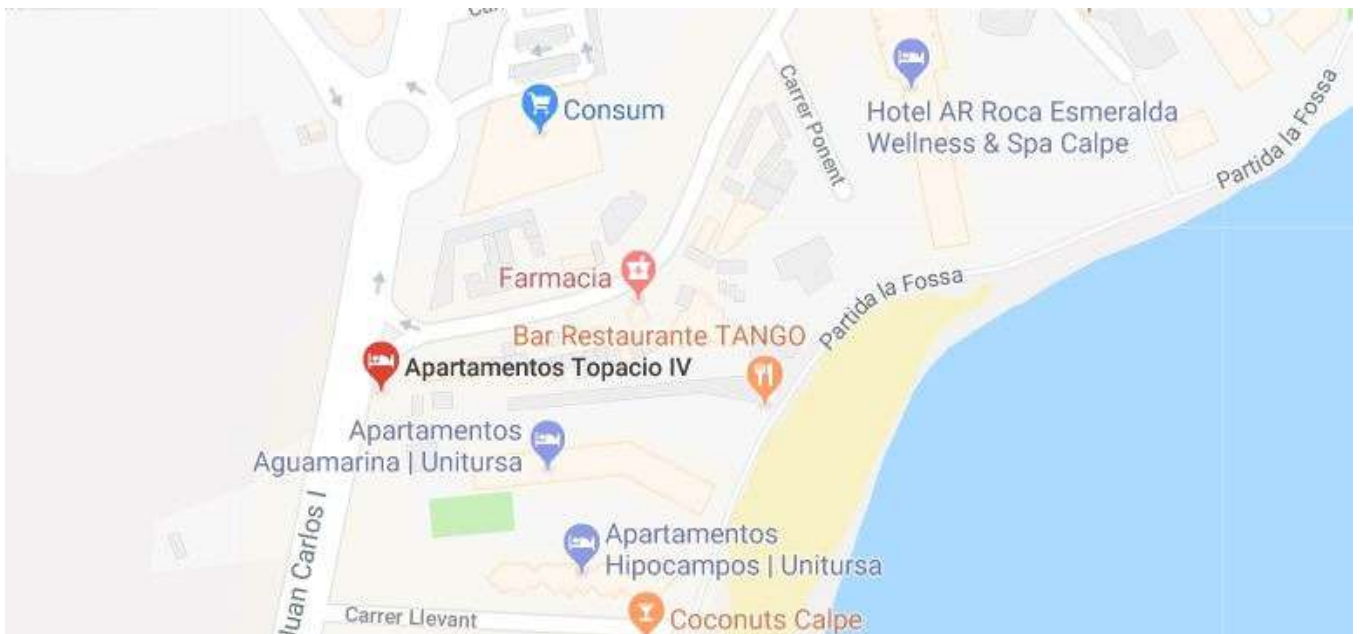 Consum
Carrer Ponent
Hotel AR Roca Esmeralda
Wellness & Spa Calpe
Partida la Fossa
Farmacia
Partida la Fossa
Bar Restaurante TANGO
Apartamentos Topacio IV
Apartamentos
Aguamarina | Unitursa
Juan Carlos I
Apartamentos
Hipocampos | Unitursa
Carrer Llevant
Coconuts Calpe